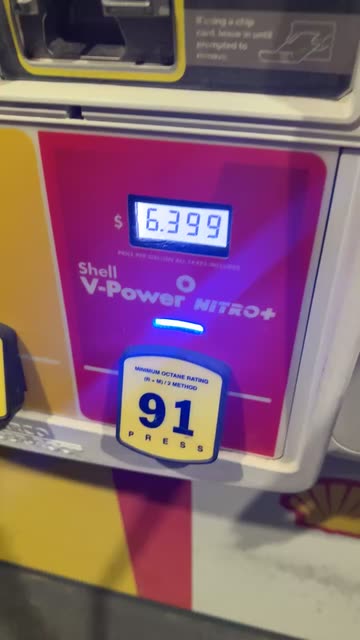 If using a chip
card, leave in until
prompted to
remove.
$ 6.399
PRICE PER GALLON ALL TAXES INCLUDED
Shell
V-Power NITRO+
MINIMUM OCTANE RATING
(R + M) / 2 METHOD
91
PRESS